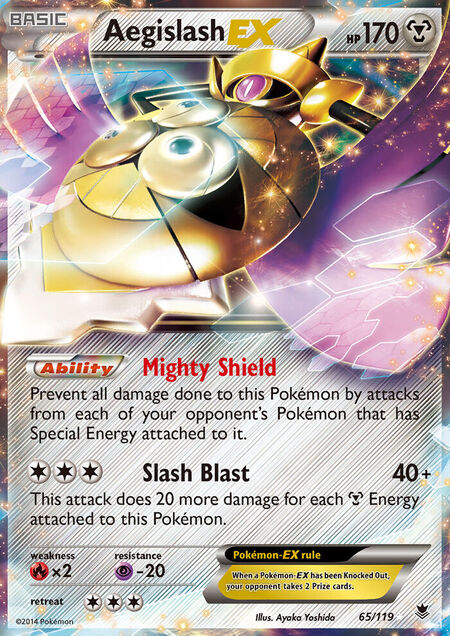 BASIC
Aegislash EX HP 170
Ability Mighty Shield
Prevent all damage done to this Pokémon by attacks
from each of your opponent's Pokémon that has
Special Energy attached to it.
Slash Blast 40+
This attack does 20 more damage for each Energy
attached to this Pokémon.
weakness resistance
×2 -20
retreat
Pokémon-EX rule
When a Pokémon-EX has been Knocked Out,
your opponent takes 2 Prize cards.
©2014 Pokémon Illus. Ayaka Yoshida 65/119